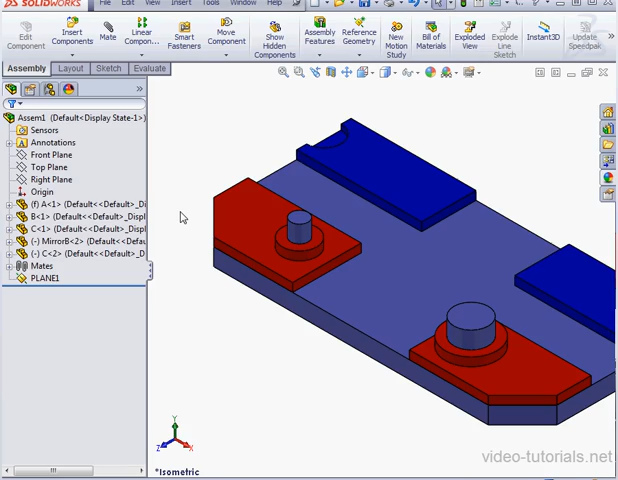 SOLIDWORKS File Edit View Insert Tools Window Help
Edit Component
Insert Components
Mate
Linear Compon...
Smart Fasteners
Move Component
Show Hidden Components
Assembly Features
Reference Geometry
New Motion Study
Bill of Materials
Exploded View
Explode Line Sketch
Instant3D
Update Speedpak
Assembly Layout Sketch Evaluate
Assem1 (Default<Display State-1>)
Sensors
Annotations
Front Plane
Top Plane
Right Plane
Origin
(f) A<1> (Default<<Default>_Di
B<1> (Default<<Default>_Displ
C<1> (Default<<Default>_Displ
(-) MirrorB<2> (Default<<Defau
(-) C<2> (Default<<Default>_D
Mates
PLANE1
Y
Z
X
*Isometric
video-tutorials.net